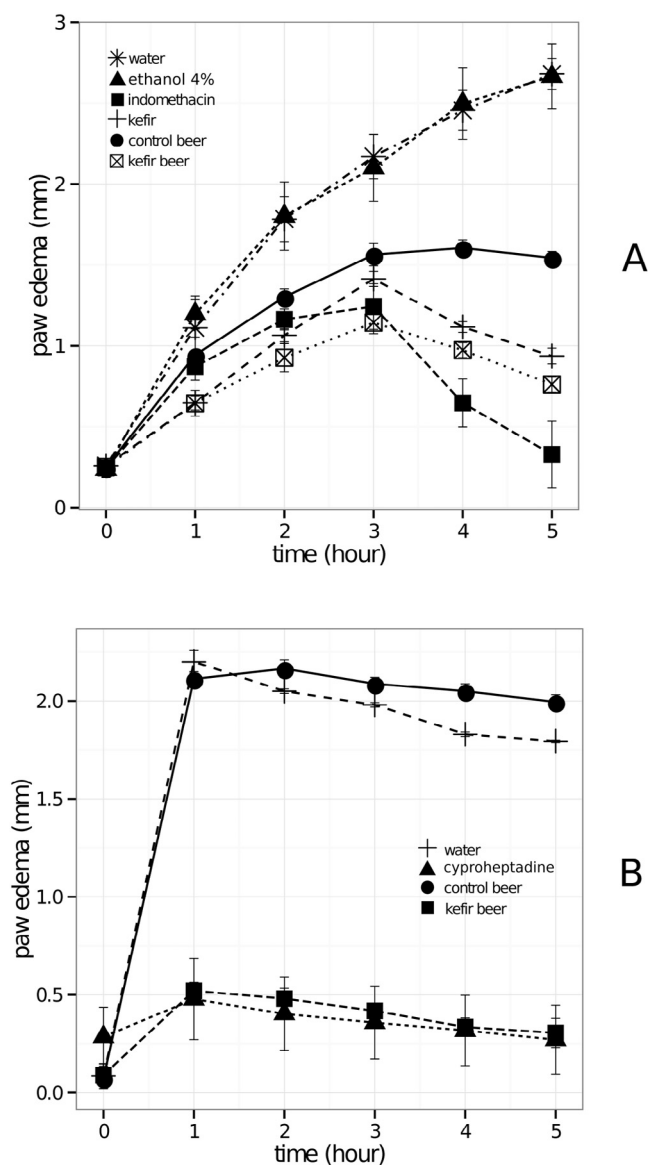 3
water
ethanol 4%
indomethacin
kefir
control beer
kefir beer
2
paw edema (mm)
A
1
0
0 1 2 3 4 5
time (hour)
2.0
1.5
paw edema (mm)
water
cyproheptadine
control beer
kefir beer
B
1.0
0.5
0.0
0 1 2 3 4 5
time (hour)